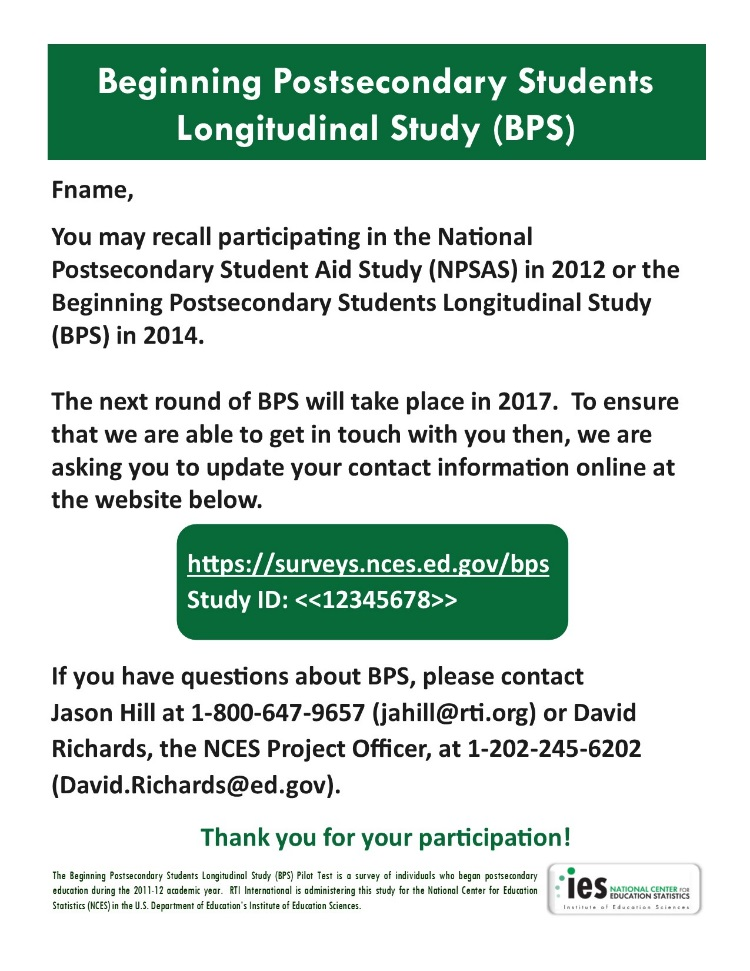 Beginning Postsecondary Students
Longitudinal Study (BPS)
Fname,
You may recall participating in the National
Postsecondary Student Aid Study (NPSAS) in 2012 or the
Beginning Postsecondary Students Longitudinal Study
(BPS) in 2014.
The next round of BPS will take place in 2017.  To ensure
that we are able to get in touch with you then, we are
asking you to update your contact information online at
the website below.
https://surveys.nces.ed.gov/bps
Study ID: <<12345678>>
If you have questions about BPS, please contact
Jason Hill at 1-800-647-9657 (jahill@rti.org) or David
Richards, the NCES Project Officer, at 1-202-245-6202
(David.Richards@ed.gov).
Thank you for your participation!
The Beginning Postsecondary Students Longitudinal Study (BPS) Pilot Test is a survey of individuals who began postsecondary
education during the 2011-12 academic year.  RTI International is administering this study for the National Center for Education
Statistics (NCES) in the U.S. Department of Education's Institute of Education Sciences.
ies NATIONAL CENTER FOR
EDUCATION STATISTICS
Institute of Education Sciences